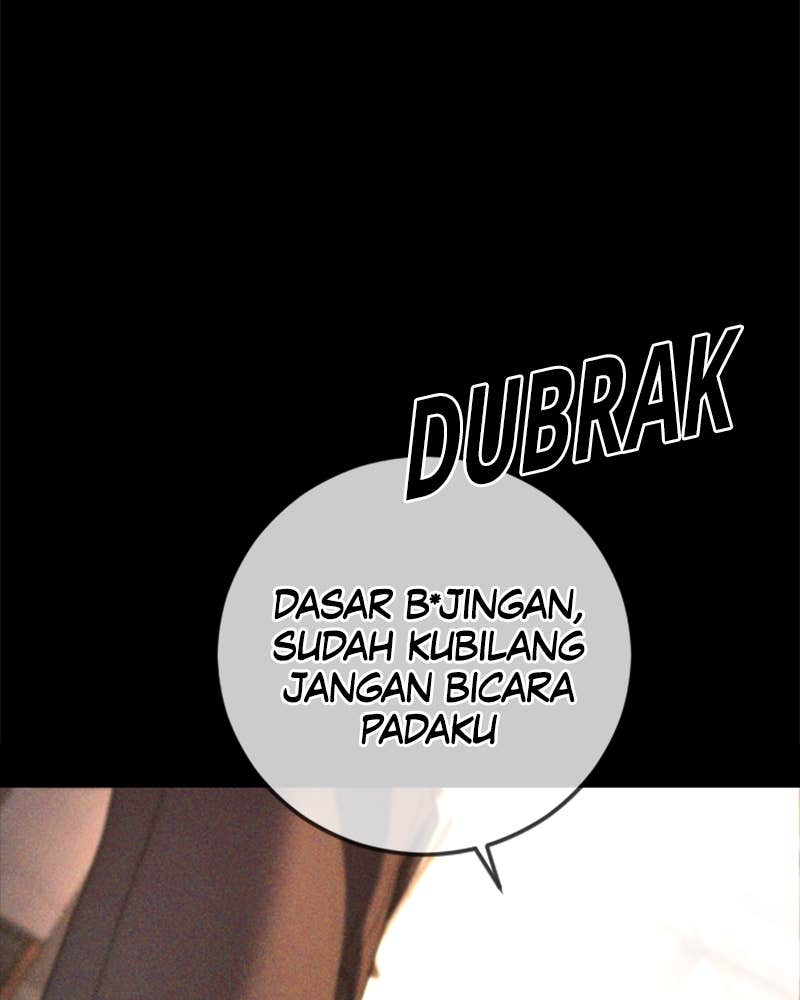 DUBRAK
DASAR B*JINGAN,
SUDAH KUBILANG
JANGAN BICARA
PADAKU